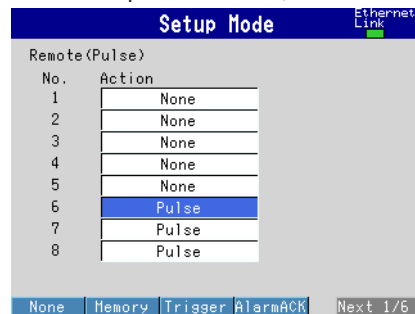 Setup Mode
Ethernet
Link
Remote(Pulse)
No. Action
1 None
2 None
3 None
4 None
5 None
6 Pulse
7 Pulse
8 Pulse
None Memory Trigger AlarmACK Next 1/6